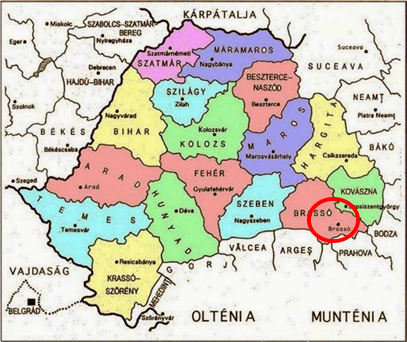 KÁRPÁTALJA
Miskolc
SZABOLCS-SZATMÁR-
BEREG
Nyíregyháza
Eger
Szatmárnémeti
SZATMÁR
MÁRAMAROS
Nagybánya
SUCEAVA
Suceava
Debrecen
HAJDÚ-BIHAR
SZILÁGY
Zilah
BESZTERCE-
NASZÓD
Beszterce
NEAMŢ
Piatra Neamţ
Szolnok
Nagyvárad
BIHAR
Kolozsvár
KOLOZS
MAROS
Marosvásárhely
HARGITA
Csíkszereda
BÁKÓ
BÉKÉS
Békéscsaba
Szeged
ARAD
Arad
FEHÉR
Gyulafehérvár
KOVÁSZNA
TEMES
Temesvár
HUNYAD
Déva
SZEBEN
Nagyszeben
BRASSÓ
Brassó
BODZA
VÂLCEA
ARGEŞ
PRAHOVA
VAJDASÁG
Resicabánya
KRASSÓ-
SZÖRÉNY
GORJ
MEHEDINŢI
BELGRÁD
Szörényvár
OLTÉNIA
MUNTÉNIA